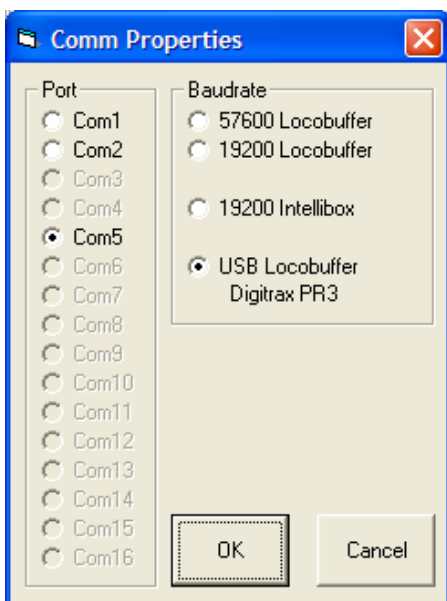 Comm Properties
Port
Com1
Com2
Com3
Com4
Com5
Com6
Com7
Com8
Com9
Com10
Com11
Com12
Com13
Com14
Com15
Com16
Baudrate
57600 Locobuffer
19200 Locobuffer
19200 Intellibox
USB Locobuffer
Digitrax PR3
OK
Cancel